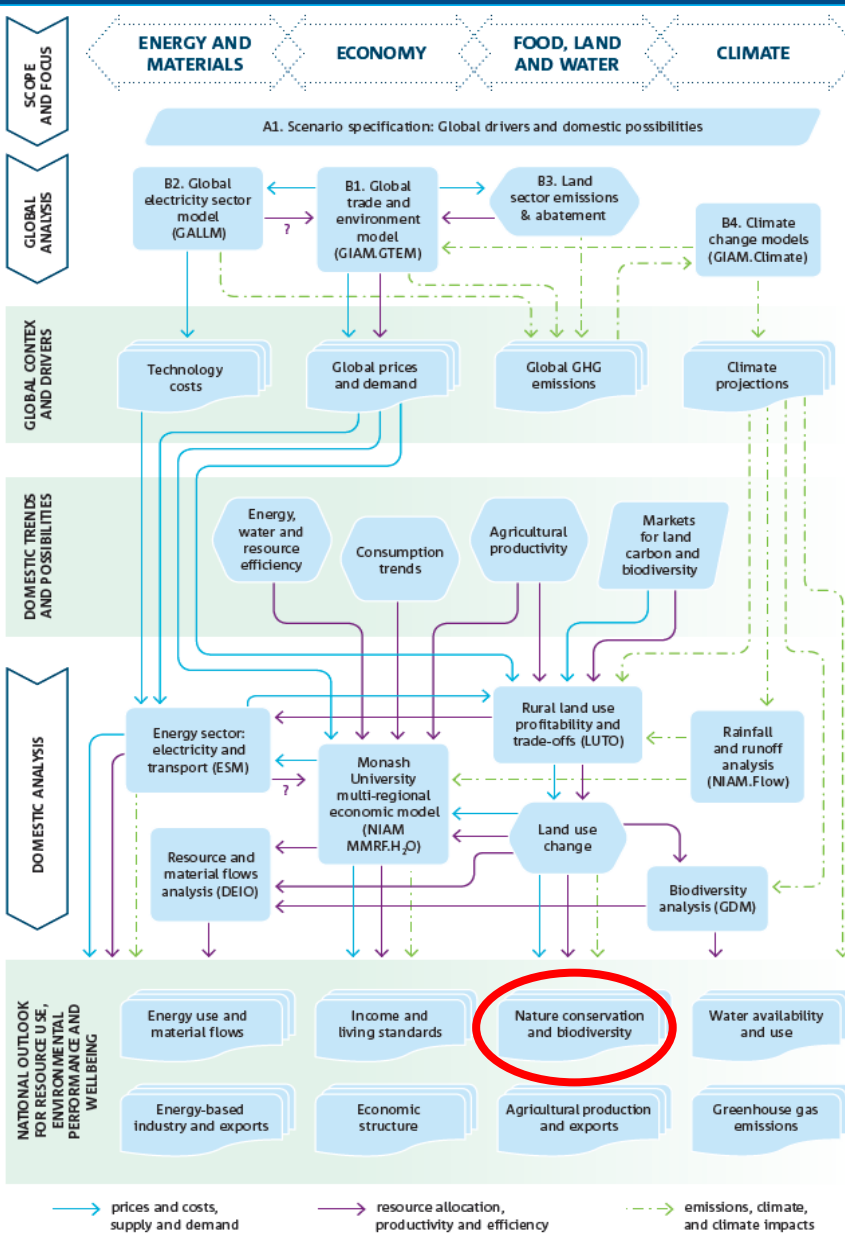 SCOPE
AND FOCUS
ENERGY AND
MATERIALS
ECONOMY
FOOD, LAND
AND WATER
CLIMATE
A1. Scenario specification: Global drivers and domestic possibilities
GLOBAL
ANALYSIS
B2. Global
electricity sector
model
(GALLM)
?
B1. Global
trade and
environment
model
(GIAM.GTEM)
B3. Land
sector emissions
& abatement
B4. Climate
change models
(GIAM.Climate)
GLOBAL CONTEX
AND DRIVERS
Technology
costs
Global prices
and demand
Global GHG
emissions
Climate
projections
DOMESTIC TRENDS
AND POSSIBILITIES
Energy,
water and
resource
efficiency
Consumption
trends
Agricultural
productivity
Markets
for land
carbon and
biodiversity
DOMESTIC ANALYSIS
Energy sector:
electricity and
transport (ESM)
?
Monash
University
multi-regional
economic model
(NIAM
MMRF.H₂O)
Rural land use
profitability and
trade-offs (LUTO)
Rainfall
and runoff
analysis
(NIAM.Flow)
Resource and
material flows
analysis (DEIO)
Land use
change
Biodiversity
analysis (GDM)
NATIONAL OUTLOOK
FOR RESOURCE USE,
ENVIRONMENTAL
PERFORMANCE AND
WELLBEING
Energy use and
material flows
Income and
living standards
Nature conservation
and biodiversity
Water availability
and use
Energy-based
industry and exports
Economic
structure
Agricultural production
and exports
Greenhouse gas
emissions
prices and costs,
supply and demand
resource allocation,
productivity and efficiency
emissions, climate,
and climate impacts